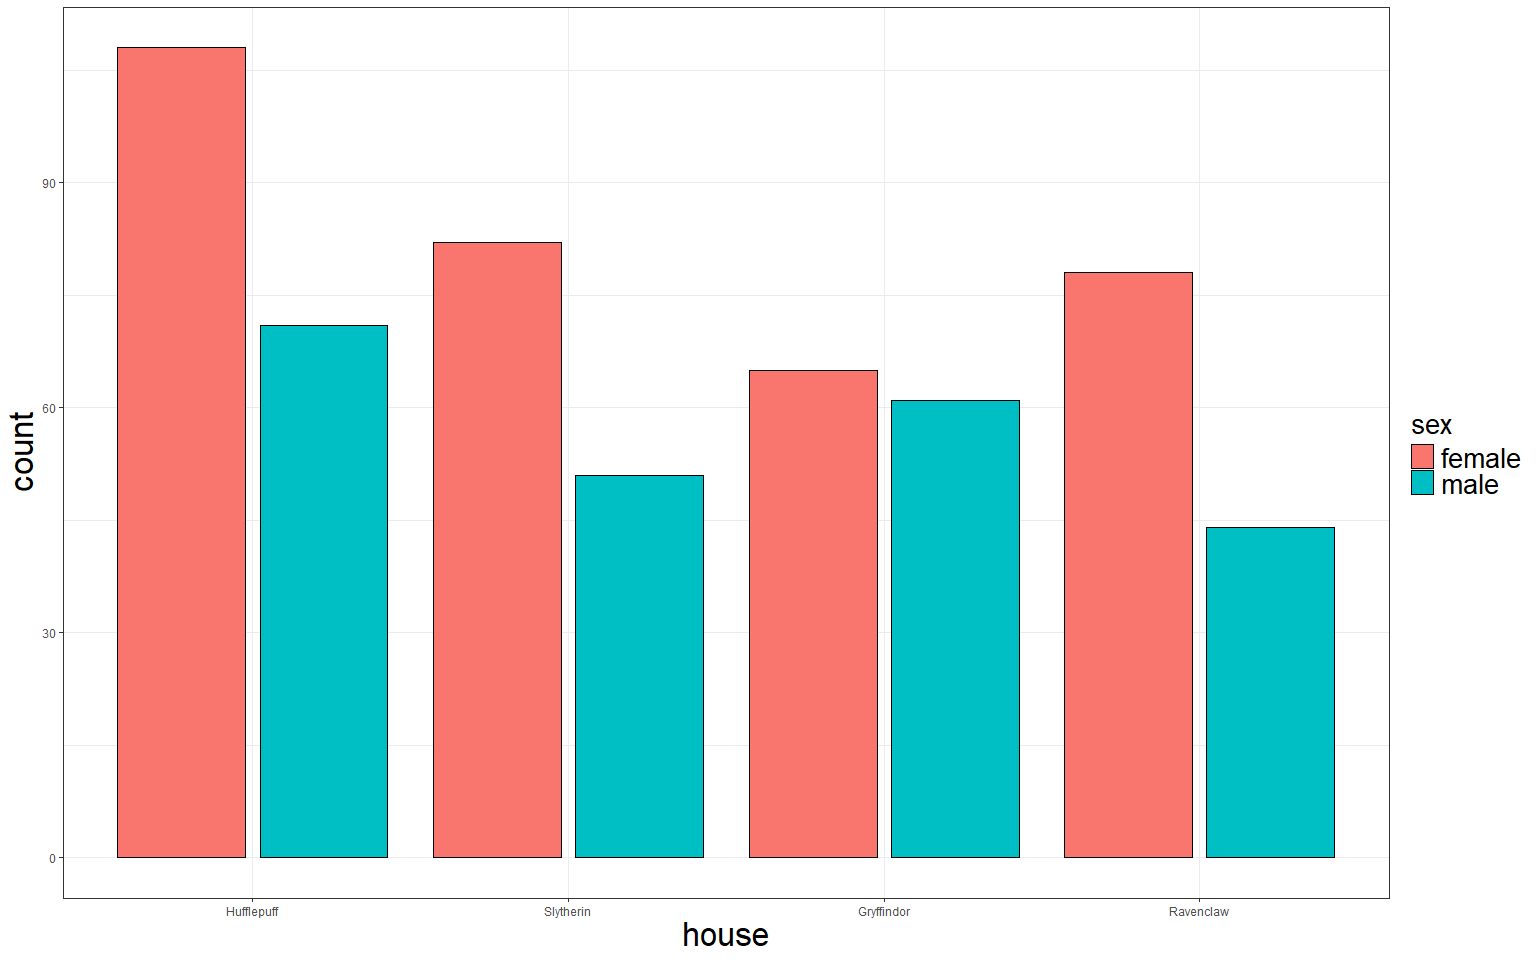 count
90
60
30
0
Hufflepuff
Slytherin
Gryffindor
Ravenclaw
house
sex
female
male